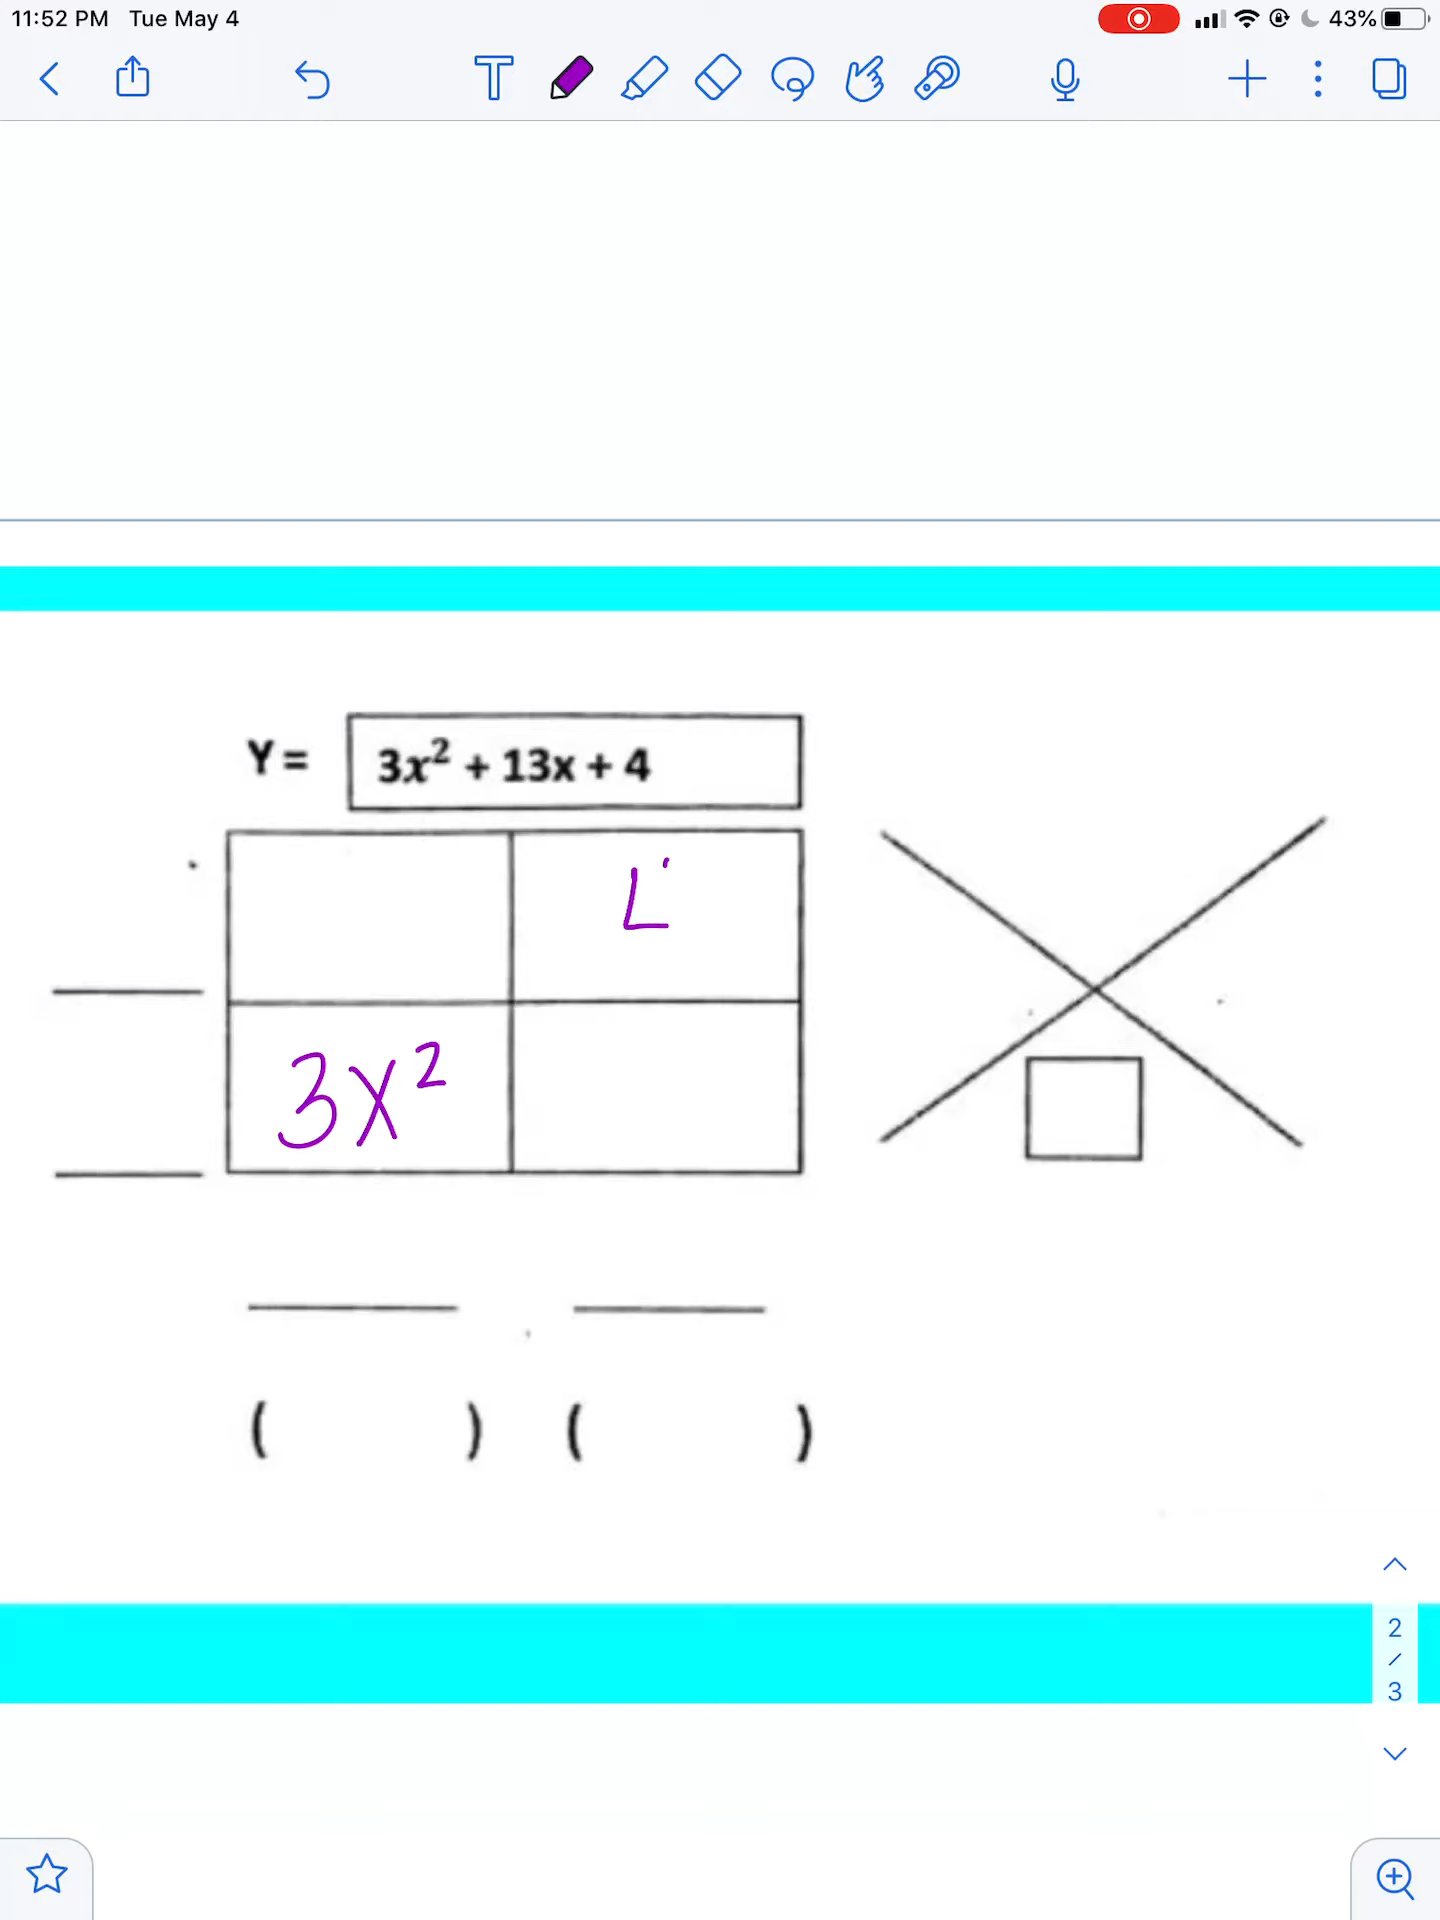 11:52 PM Tue May 4 43%
Y = 3x² + 13x + 4
3x²
( ) ( )
2
/
3